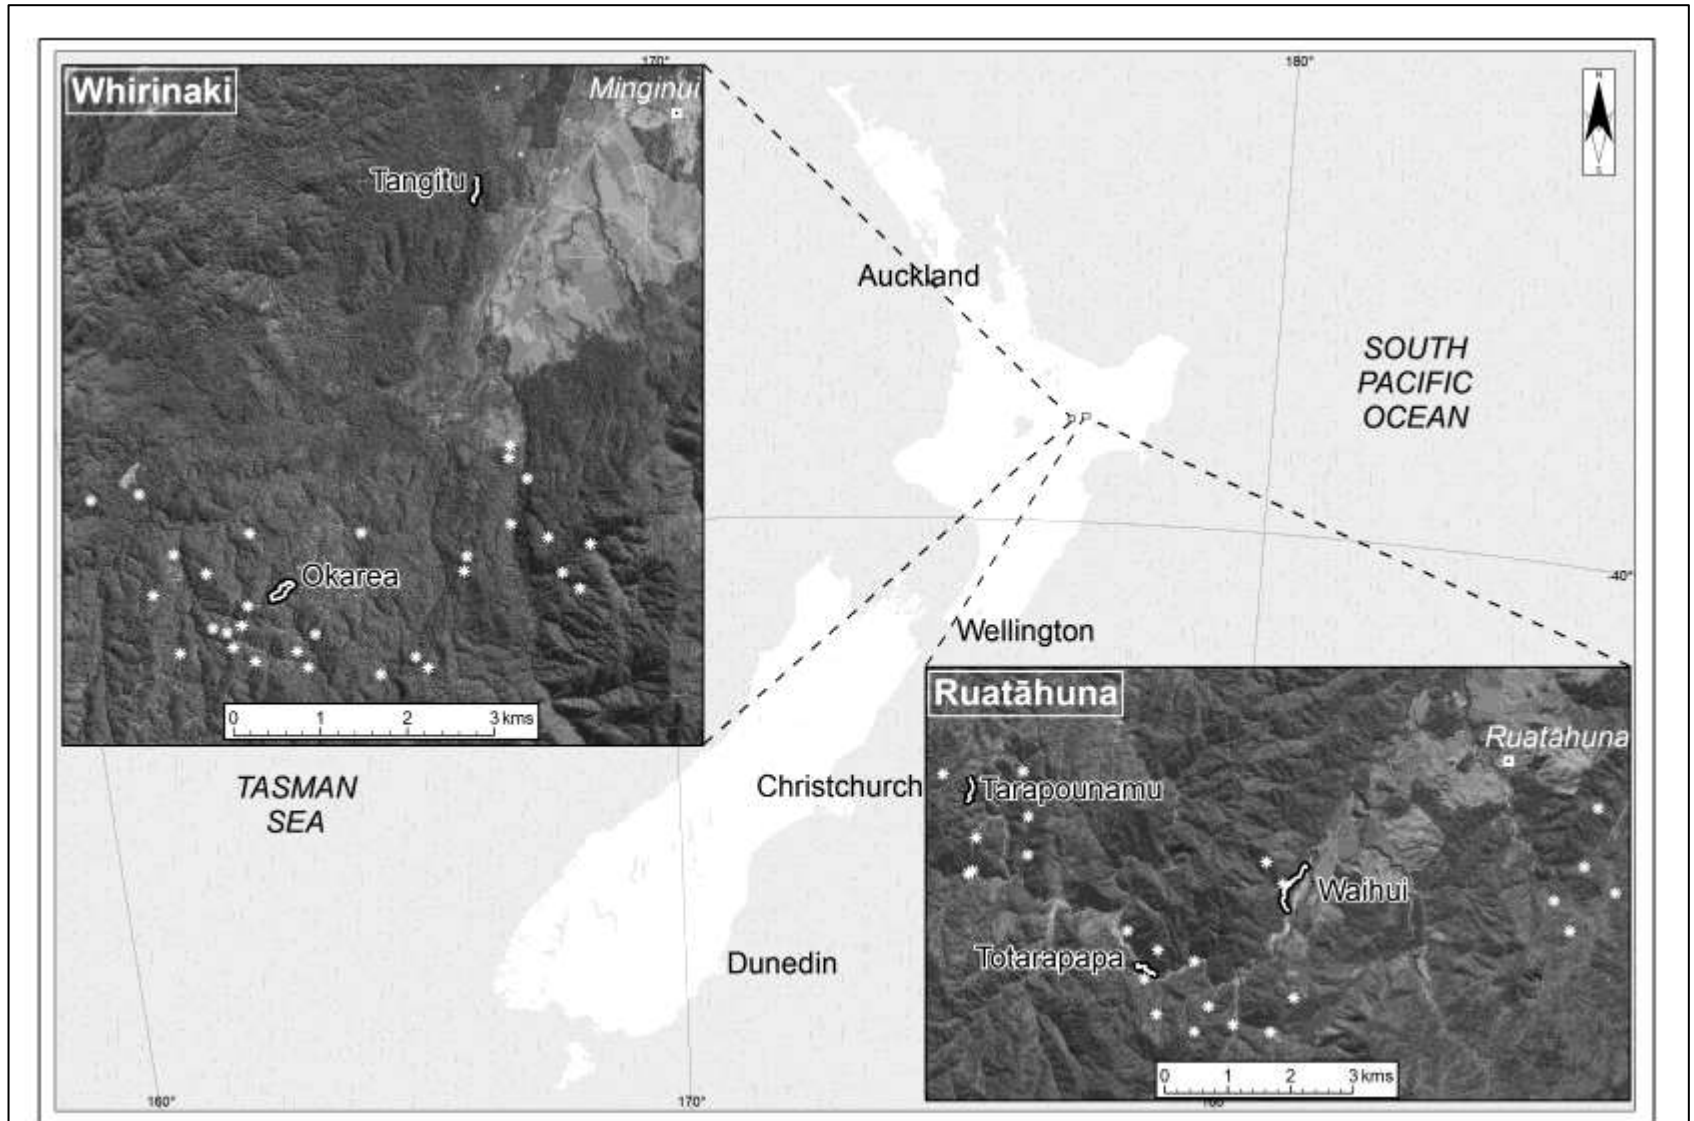 170°
180°
N
S
Whirinaki
Minginui
Tangitu
Okarea
0 1 2 3 kms
Auckland
SOUTH
PACIFIC
OCEAN
-40°
Wellington
TASMAN
SEA
Christchurch
Dunedin
Ruatāhuna
Ruatāhuna
Tarapounamu
Waihui
Totarapapa
0 1 2 3 kms
160°
170°